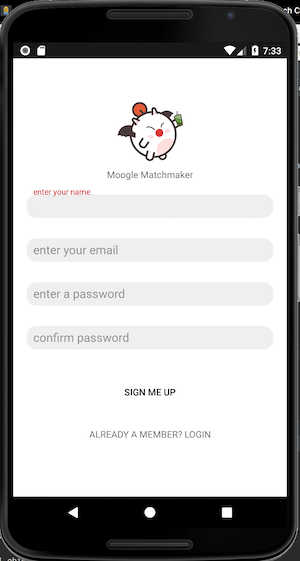 ch C
7:33
Moogle Matchmaker
enter your name
enter your email
enter a password
confirm password
SIGN ME UP
ALREADY A MEMBER? LOGIN